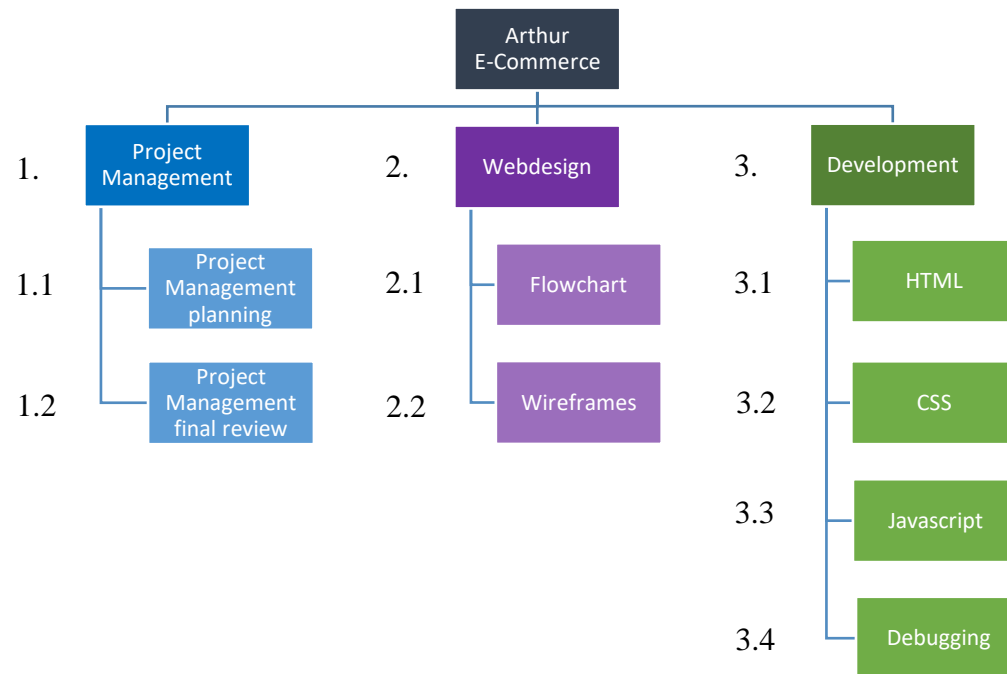 Arthur
E-Commerce
1.
Project
Management
2.
Webdesign
3.
Development
1.1
Project
Management
planning
2.1
Flowchart
3.1
HTML
1.2
Project
Management
final review
2.2
Wireframes
3.2
CSS
3.3
Javascript
3.4
Debugging